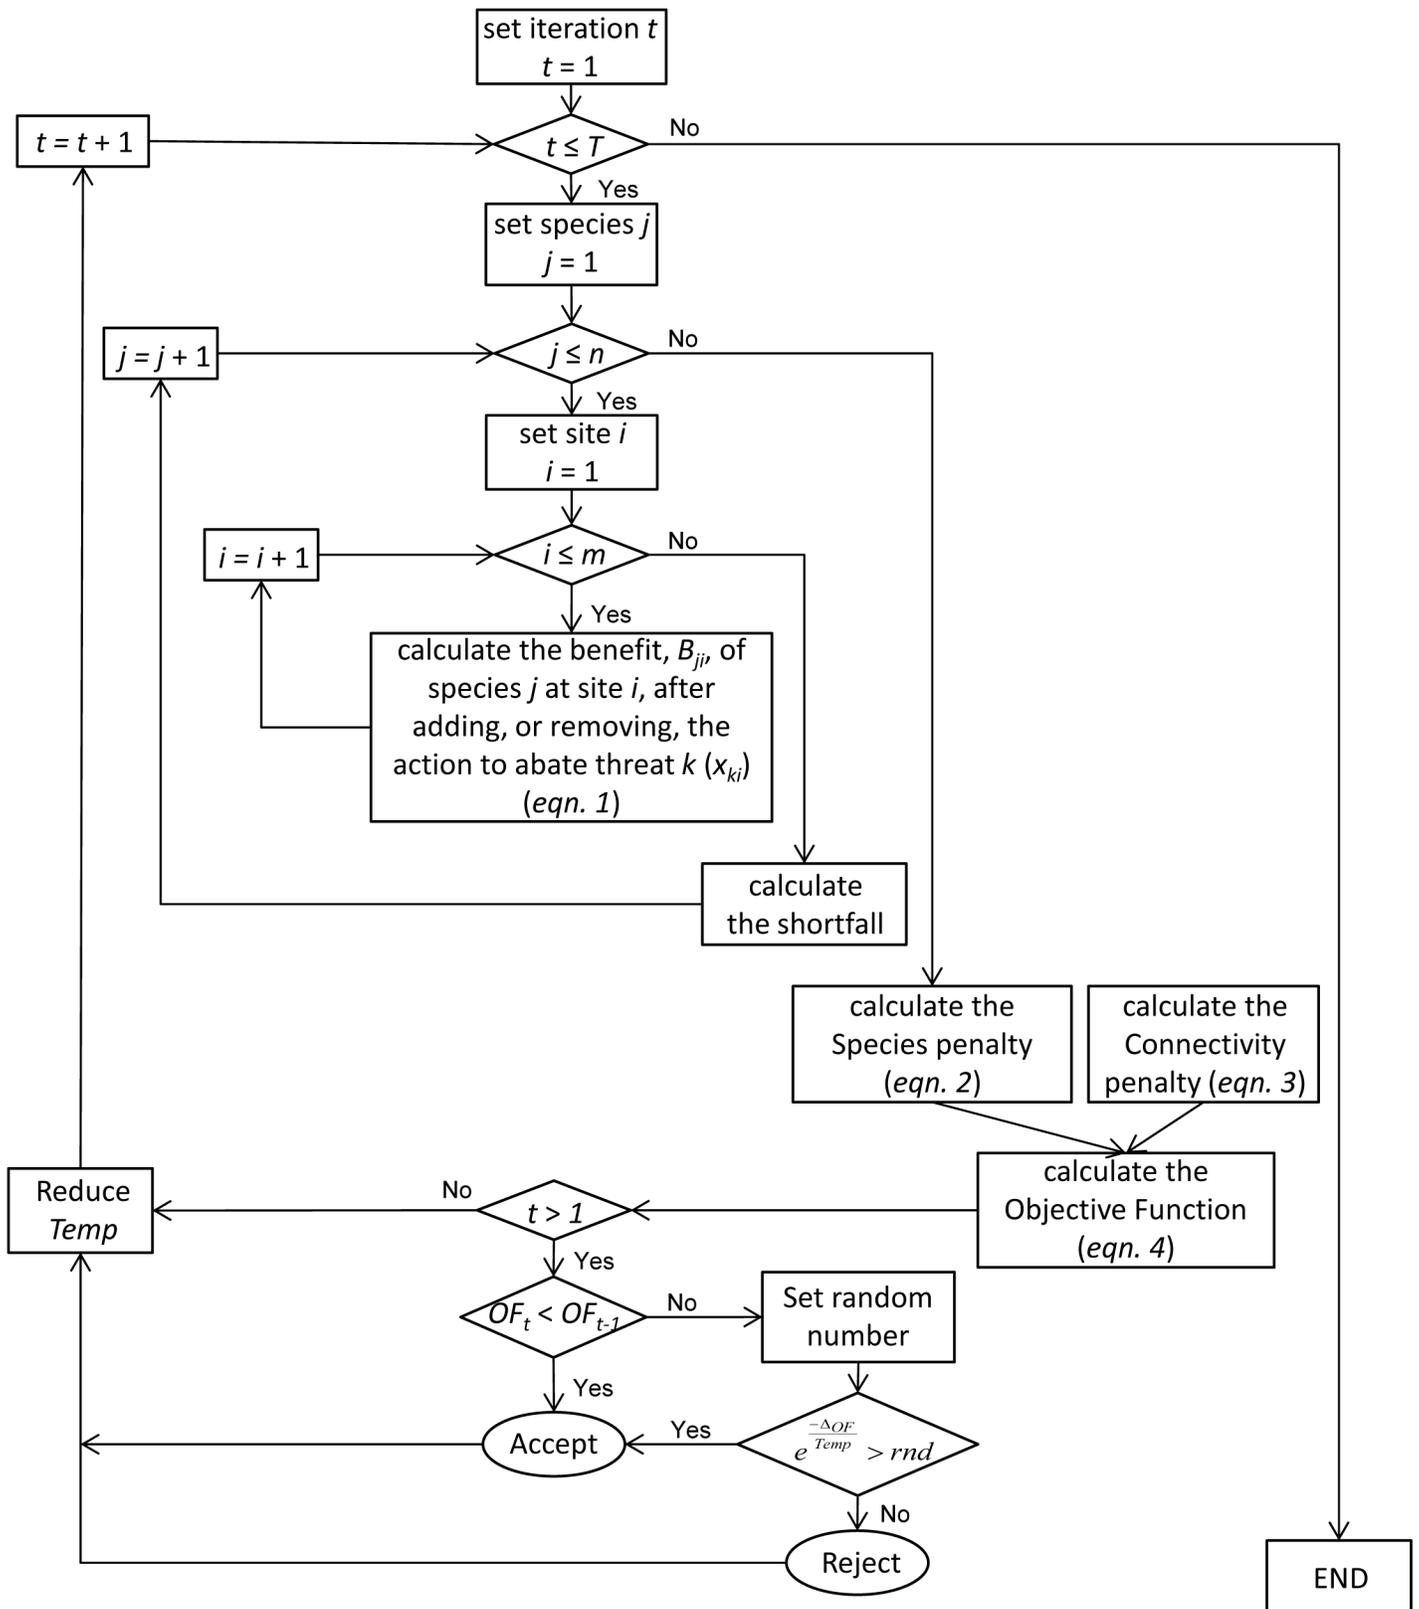 set iteration t
t = 1
t = t + 1
t ≤ T
No
Yes
set species j
j = 1
j = j + 1
j ≤ n
No
Yes
set site i
i = 1
i = i + 1
i ≤ m
No
Yes
calculate the benefit, B_ji, of
species j at site i, after
adding, or removing, the
action to abate threat k (x_ki)
(eqn. 1)
calculate
the shortfall
calculate the
Species penalty
(eqn. 2)
calculate the
Connectivity
penalty (eqn. 3)
calculate the
Objective Function
(eqn. 4)
t > 1
No
Reduce
Temp
Yes
OF_t < OF_t-1
No
Set random
number
Yes
e^(-ΔOF/Temp) > rnd
Yes
Accept
No
Reject
END